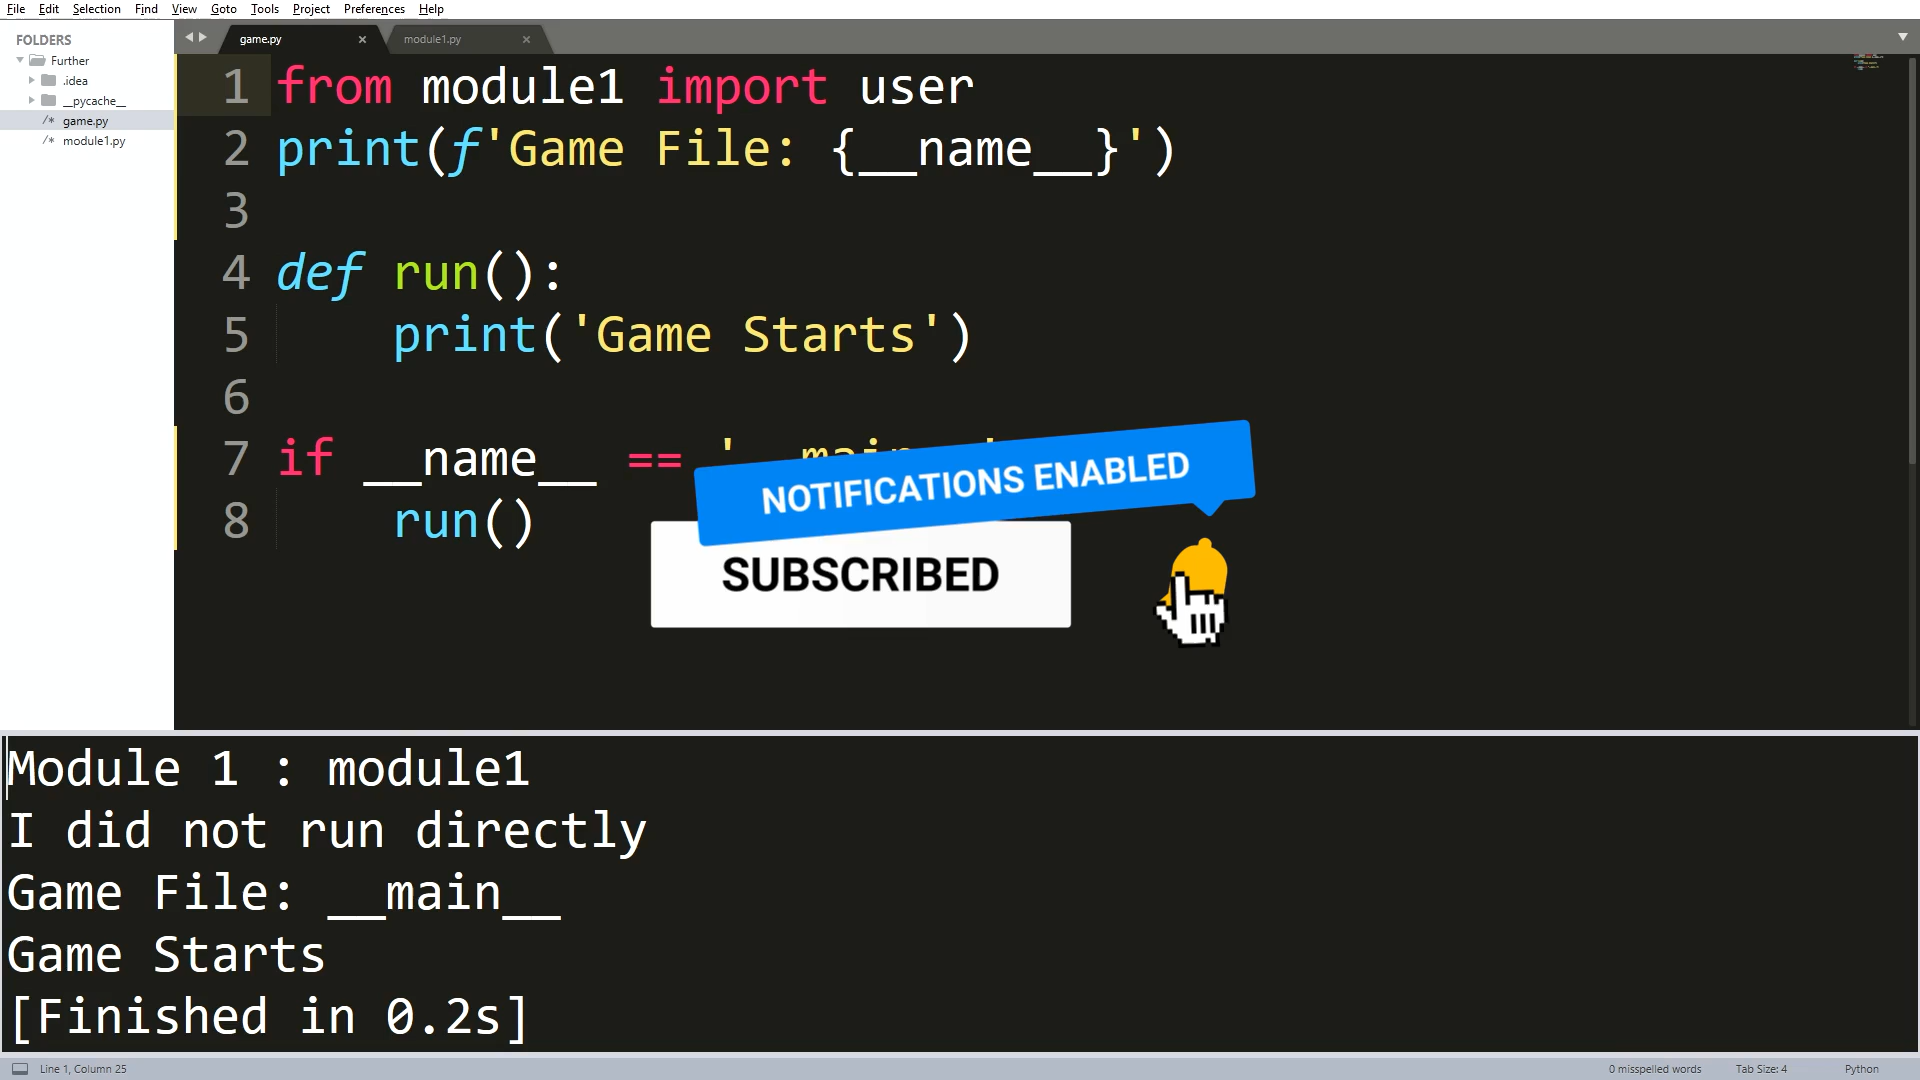 File Edit Selection Find View Goto Tools Project Preferences Help
FOLDERS
Further
.idea
__pycache__
/* game.py
/* module1.py
game.py × module1.py ×
1 from module1 import user
2 print(f'Game File: {__name__}')
3
4 def run():
5 print('Game Starts')
6
7 if __name__ == '
8 run()
NOTIFICATIONS ENABLED
SUBSCRIBED
Module 1 : module1
I did not run directly
Game File: __main__
Game Starts
[Finished in 0.2s]
Line 1, Column 25
0 misspelled words Tab Size: 4 Python